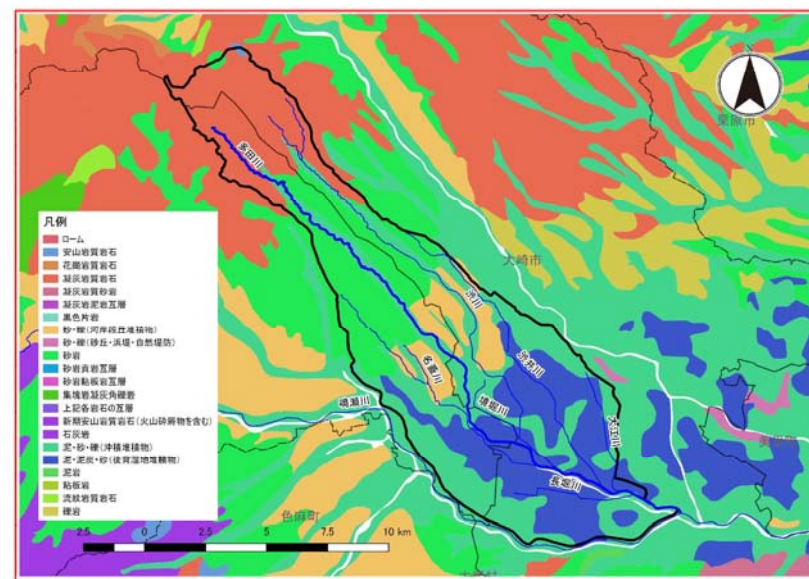 N
栗原市
多田川
大崎市
渋川
渋井川
名蓋川
鳴瀬川
堰堀川
大江川
長堀川
色麻町
凡例
ローム
安山岩質岩石
花崗岩質岩石
凝灰岩質岩石
凝灰岩質砂岩
凝灰岩泥岩互層
黒色片岩
砂・礫(河岸段丘堆積物)
砂・礫(砂丘・浜堤・自然堤防)
砂岩
砂岩頁岩互層
砂岩粘板岩互層
集塊岩凝灰角礫岩
上記各岩石の互層
新期安山岩質岩石(火山砕屑物を含む)
石灰岩
泥・砂・礫(沖積堆積物)
泥・泥炭・砂(後背湿地堆積物)
泥岩
粘板岩
流紋岩質岩石
礫岩
2.5 0 2.5 5 7.5 10 km